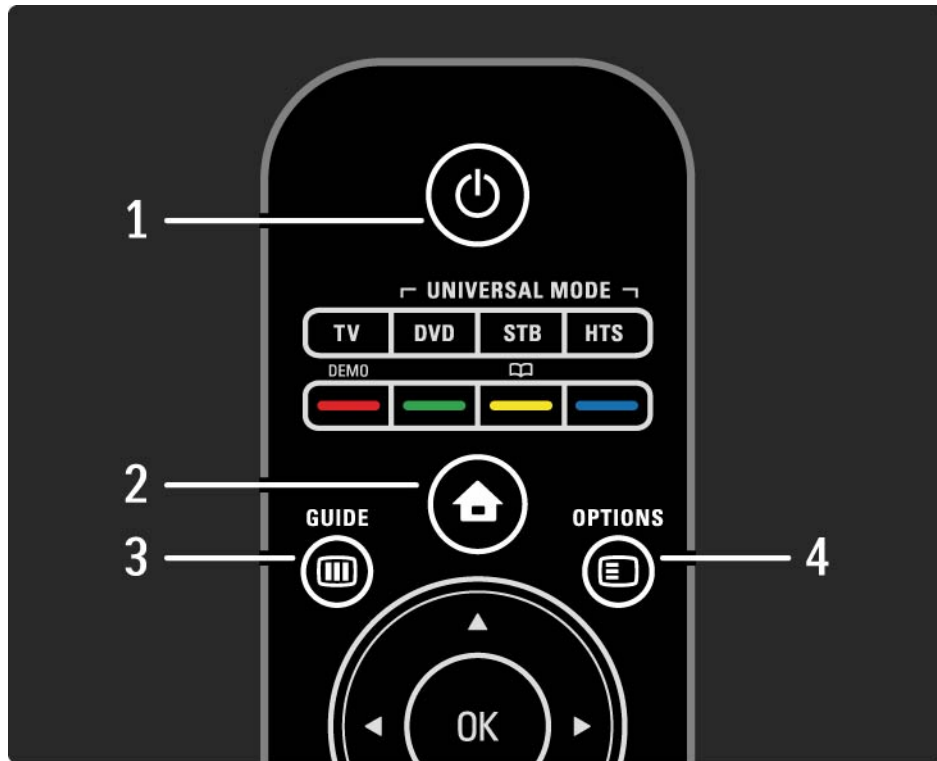 1
UNIVERSAL MODE
TV DVD STB HTS
DEMO
2
GUIDE OPTIONS
3 4
OK